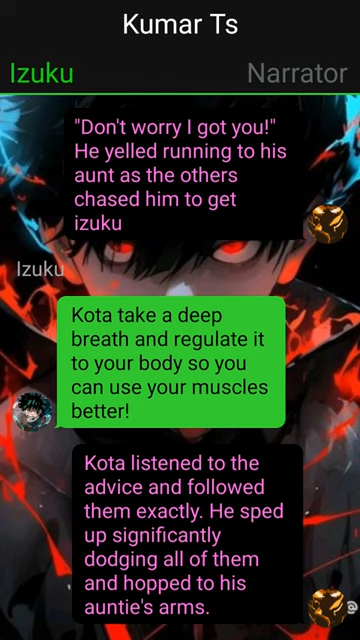 Kumar Ts
Izuku
Narrator
"Don't worry I got you!"
He yelled running to his
aunt as the others
chased him to get
izuku
Izuku
Kota take a deep
breath and regulate it
to your body so you
can use your muscles
better!
Kota listened to the
advice and followed
them exactly. He sped
up significantly
dodging all of them
and hopped to his
auntie's arms.
@